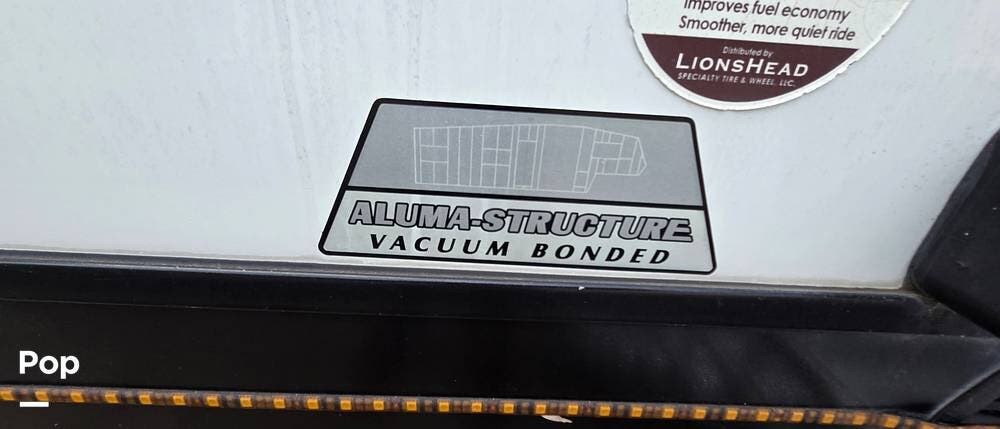 Improves fuel economy
Smoother, more quiet ride
Distributed by
LIONSHEAD
SPECIALTY TIRE & WHEEL, LLC.
ALUMA-STRUCTURE
VACUUM BONDED
Pop